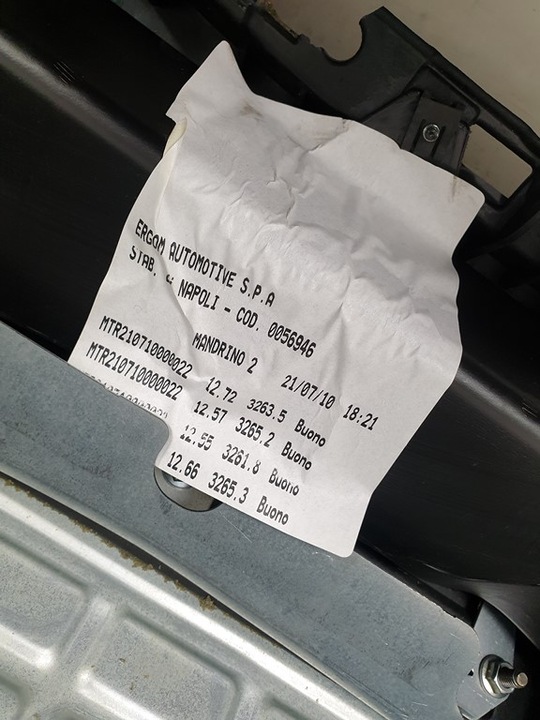 ERGOM AUTOMOTIVE S.P.A
STAB. NAPOLI - COD. 0056946
MANDRINO 2 21/07/10 18:21
MTR210710000022 12.72 3263.5 Buono
MTR210710000022 12.57 3265.2 Buono
12.55 3261.8 Buono
12.66 3265.3 Buono